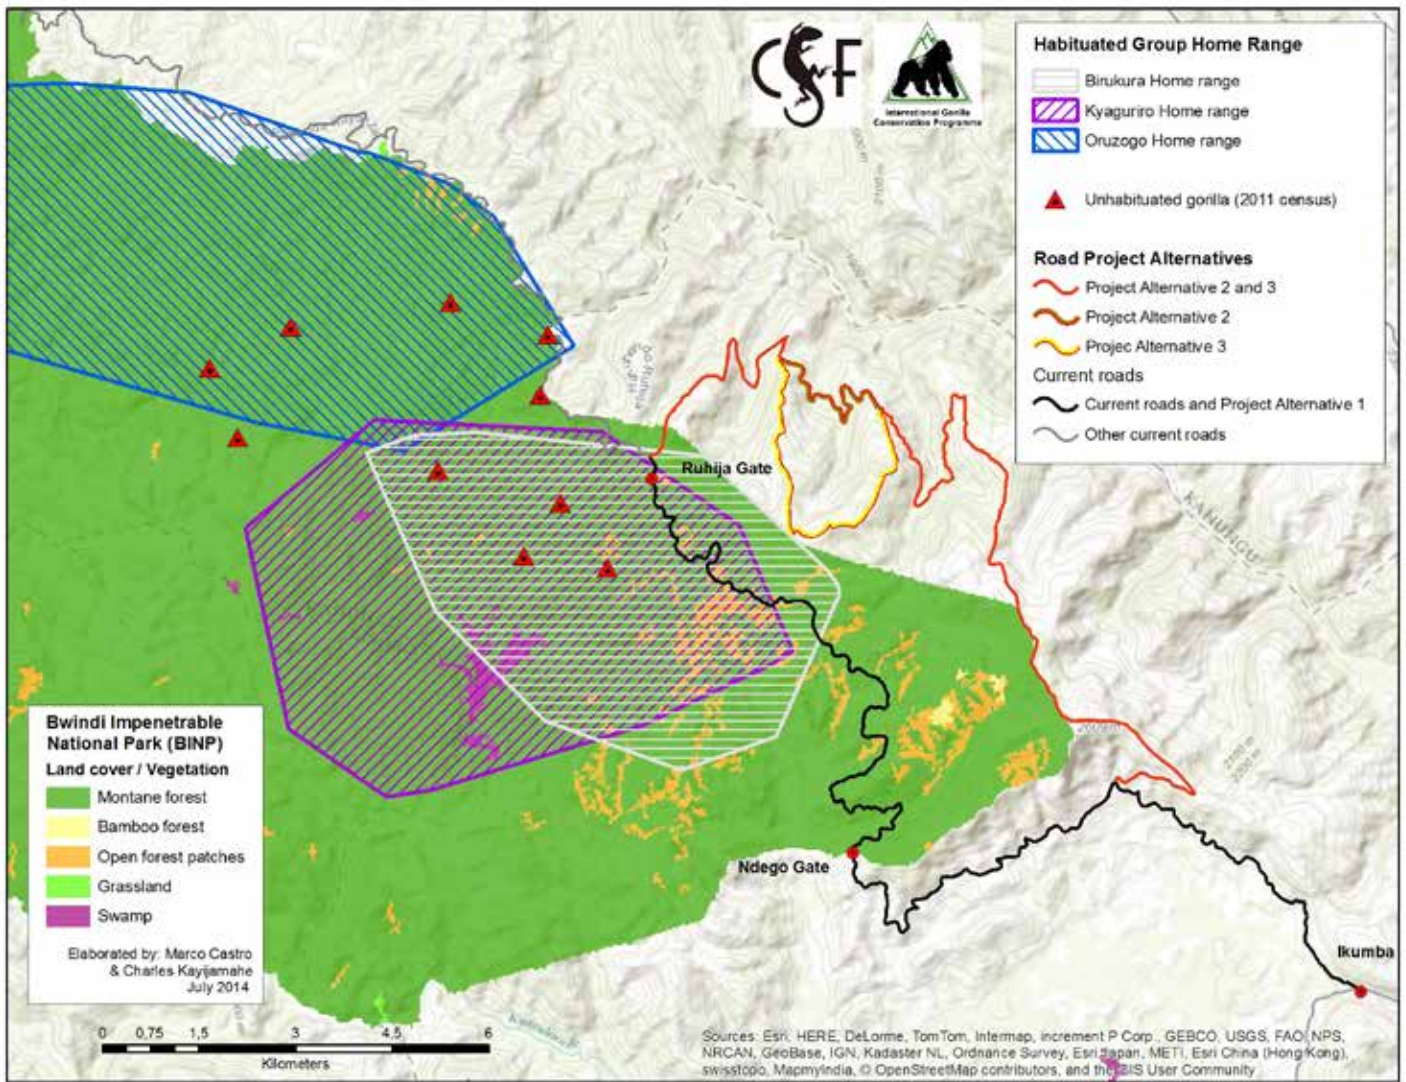 CSF
International Gorilla
Conservation Programme
Habituated Group Home Range
Birukura Home range
Kyaguriro Home range
Oruzogo Home range
Unhabituated gorilla (2011 census)
Road Project Alternatives
Project Alternative 2 and 3
Project Alternative 2
Projec Alternative 3
Current roads
Current roads and Project Alternative 1
Other current roads
Ruhija Gate
KANUNGU
Bwindi Impenetrable
National Park (BINP)
Land cover / Vegetation
Montane forest
Bamboo forest
Open forest patches
Grassland
Swamp
Elaborated by: Marco Castro
& Charles Kayijamahe
July 2014
Ndego Gate
Ikumba
0 0,75 1,5 3 4,5 6
Kilometers
Sources: Esri, HERE, DeLorme, TomTom, Intermap, increment P Corp., GEBCO, USGS, FAO, NPS,
NRCAN, GeoBase, IGN, Kadaster NL, Ordnance Survey, Esri Japan, METI, Esri China (Hong Kong),
swisstopo, MapmyIndia, © OpenStreetMap contributors, and the GIS User Community